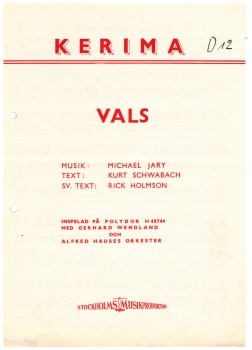 KERIMA
D 12
VALS
MUSIK: MICHAEL JARY
TEXT: KURT SCHWABACH
SV. TEXT: RICK HOLMSON
INSPELAD PÅ POLYDOR H 48744
MED GERHARD WENDLAND
OCH
ALFRED HAUSES ORKESTER
STOCKHOLMS MUSIKPRODUKTION